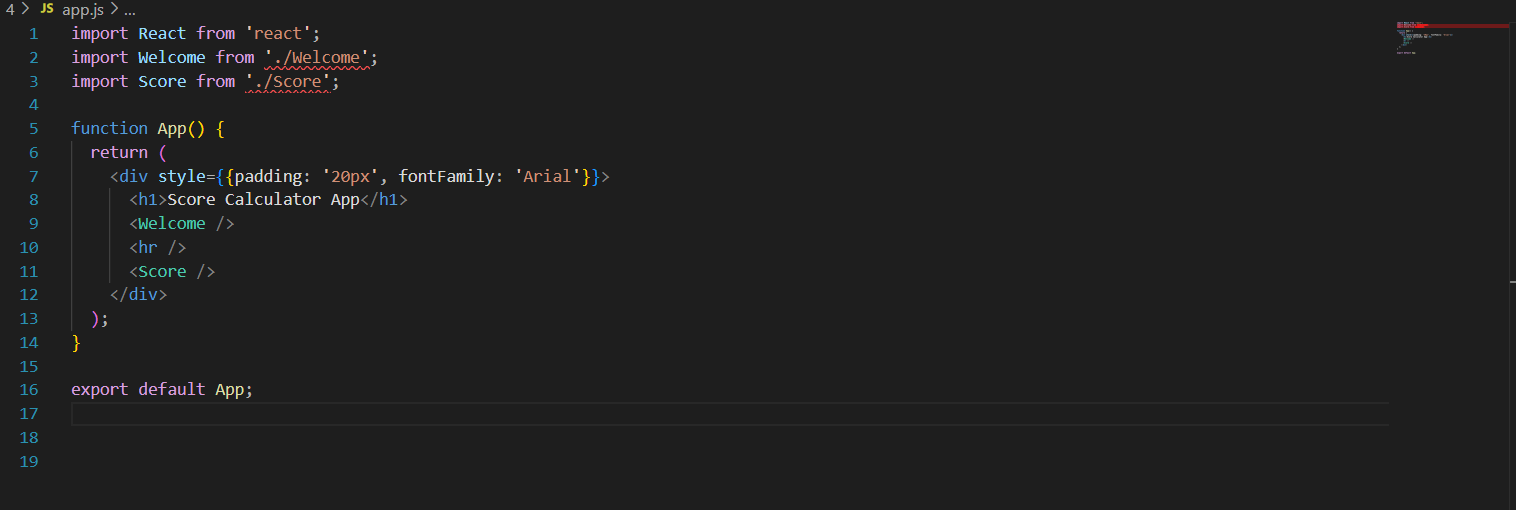 4 > JS app.js > ...
1 import React from 'react';
2 import Welcome from './Welcome';
3 import Score from './Score';
4
5 function App() {
6   return (
7     <div style={{padding: '20px', fontFamily: 'Arial'}}>
8       <h1>Score Calculator App</h1>
9       <Welcome />
10       <hr />
11       <Score />
12     </div>
13   );
14 }
15
16 export default App;
17
18
19